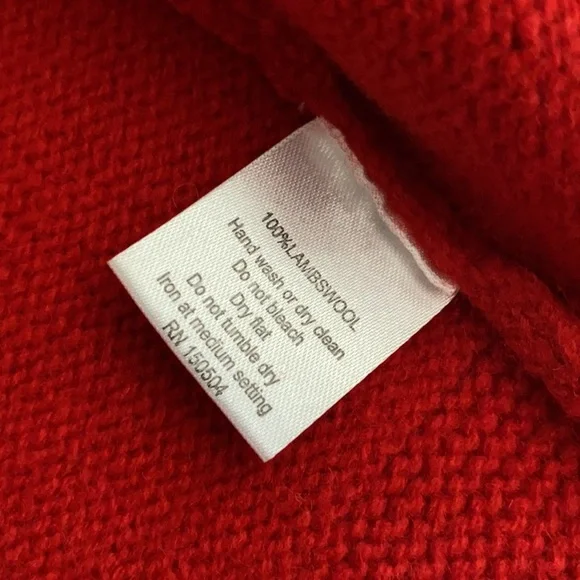 100%LAMBSWOOL
Hand wash or dry clean
Do not bleach
Dry flat
Do not tumble dry
Iron at medium setting
RN 150504